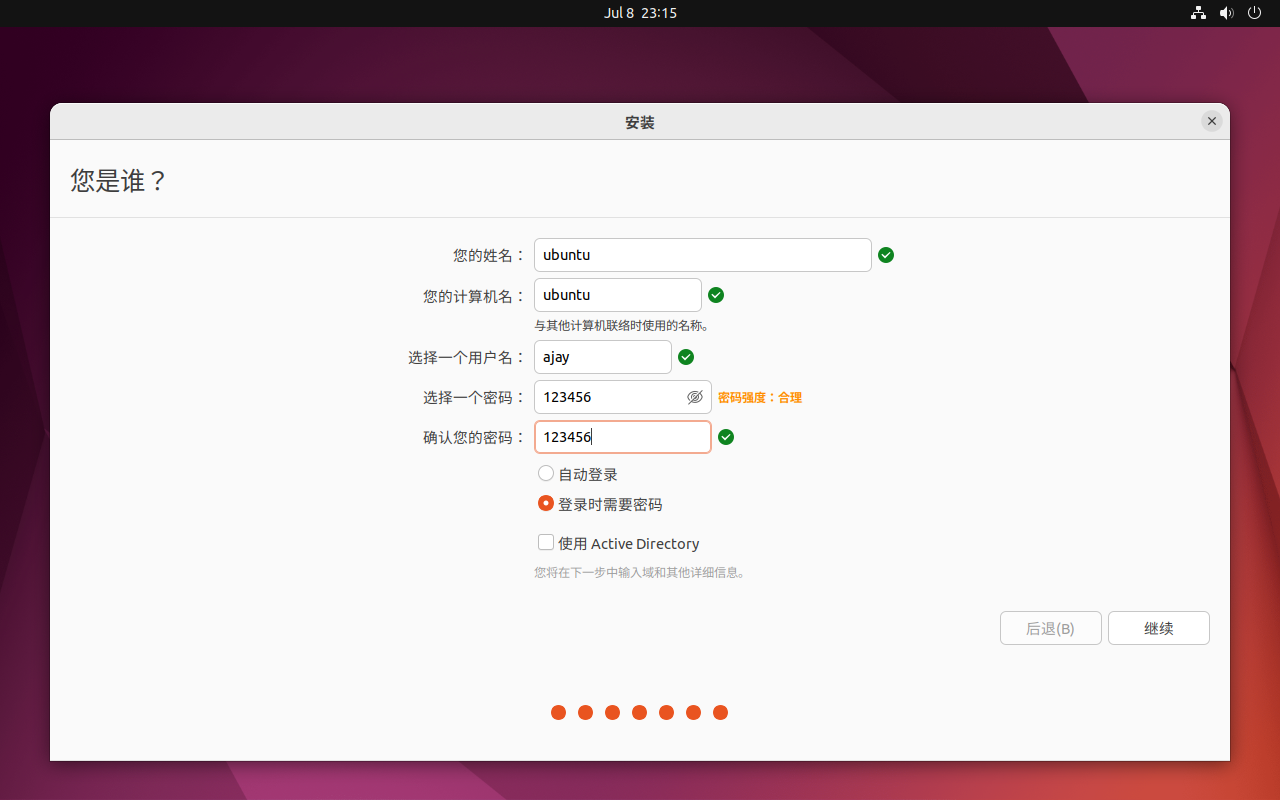 Jul 8 23:15
安装
您是谁？
您的姓名： ubuntu
您的计算机名： ubuntu
与其他计算机联络时使用的名称。
选择一个用户名： ajay
选择一个密码： 123456 密码强度：合理
确认您的密码： 123456
自动登录
登录时需要密码
使用 Active Directory
您将在下一步中输入域和其他详细信息。
后退(B) 继续